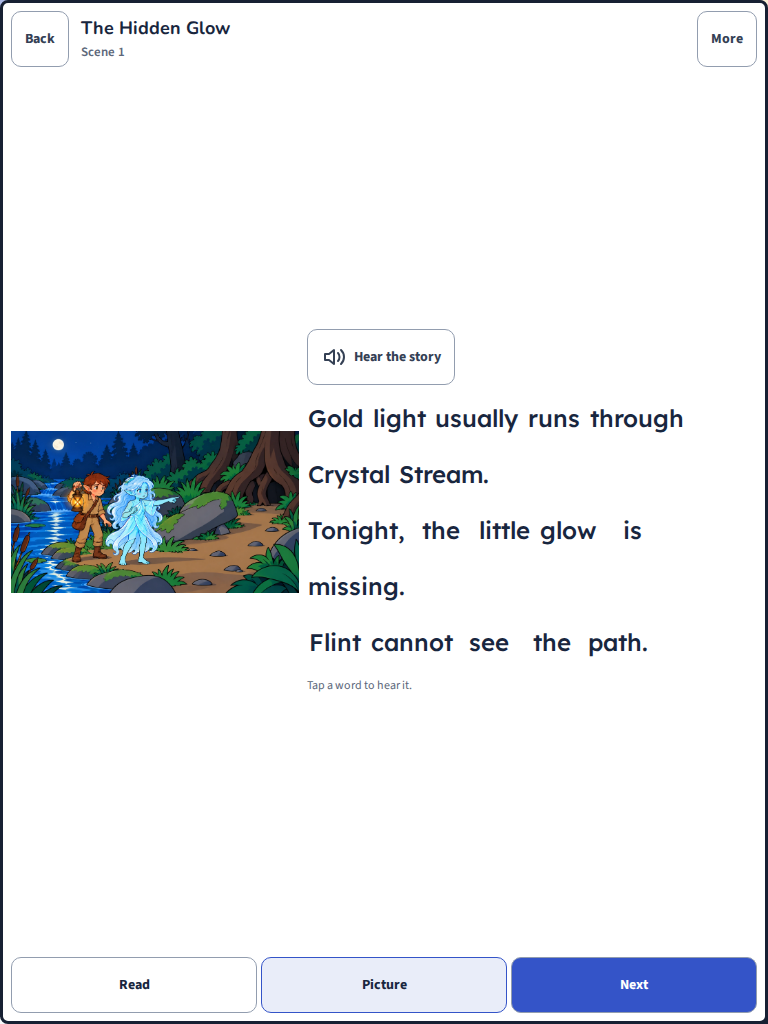 Back
The Hidden Glow
Scene 1
More
Hear the story
Gold light usually runs through
Crystal Stream.
Tonight, the little glow is
missing.
Flint cannot see the path.
Tap a word to hear it.
Read
Picture
Next